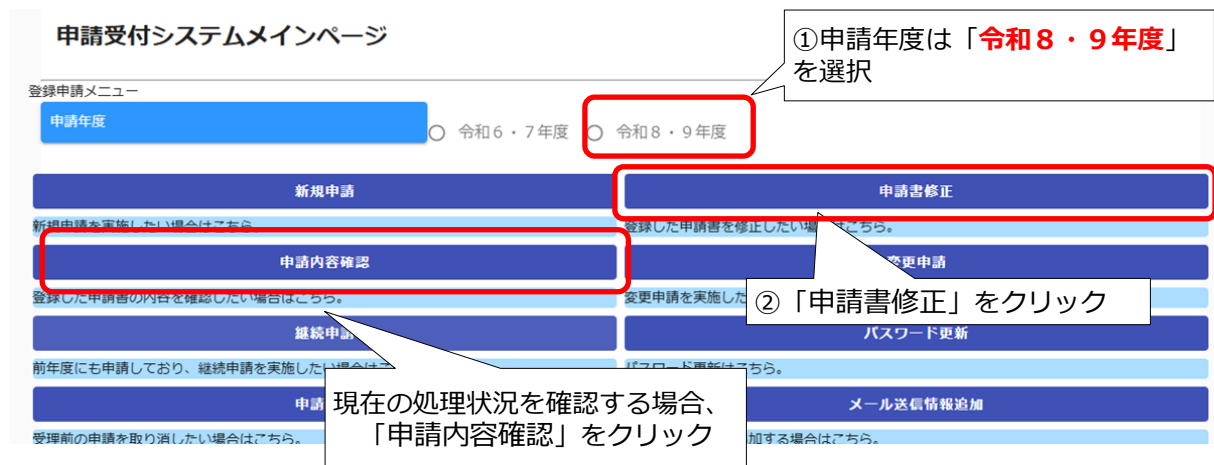 申請受付システムメインページ
①申請年度は「令和８・９年度」
を選択
登録申請メニュー
申請年度
令和６・７年度
令和８・９年度
新規申請
申請書修正
新規申請を実施したい場合はこちら。
登録した申請書を修正したい場合はこちら。
申請内容確認
変更申請
登録した申請書の内容を確認したい場合はこちら。
変更申請を実施した
②「申請書修正」をクリック
継続申請
パスワード更新
前年度にも申請しており、継続申請を実施したい場合はこ
パスワード更新はこちら。
現在の処理状況を確認する場合、
「申請内容確認」をクリック
申請
メール送信情報追加
受理前の申請を取り消したい場合はこちら。
加する場合はこちら。